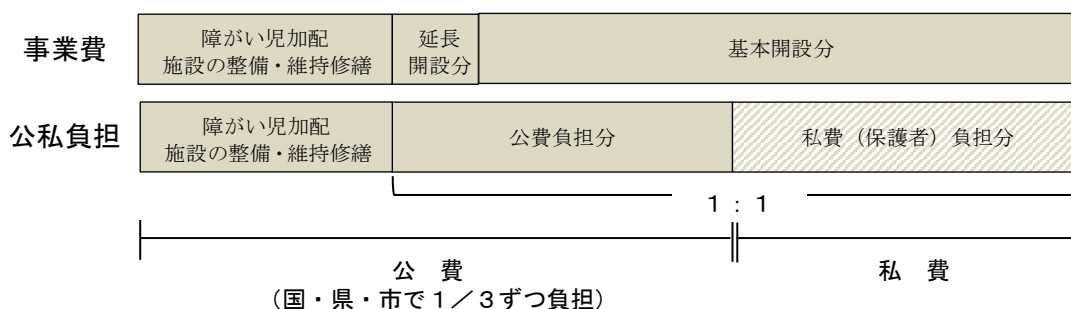 事業費
障がい児加配
施設の整備・維持修繕
延長
開設分
基本開設分
公私負担
障がい児加配
施設の整備・維持修繕
公費負担分
私費（保護者）負担分
１：１
公　費
（国・県・市で１／３ずつ負担）
私　費